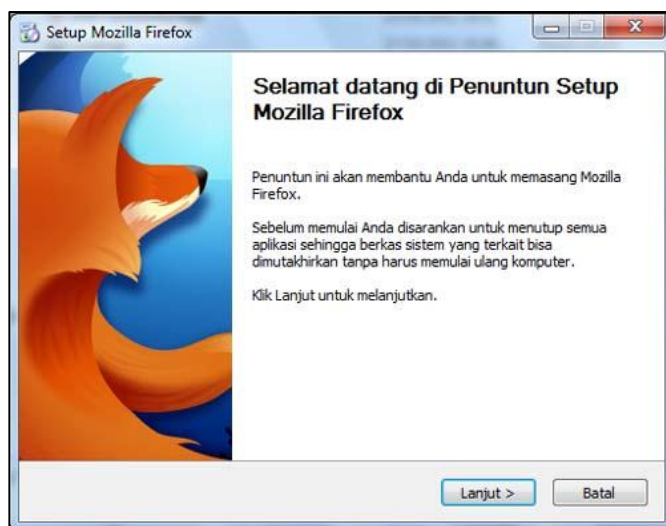 Setup Mozilla Firefox
Selamat datang di Penuntun Setup
Mozilla Firefox
Penuntun ini akan membantu Anda untuk memasang Mozilla
Firefox.
Sebelum memulai Anda disarankan untuk menutup semua
aplikasi sehingga berkas sistem yang terkait bisa
dimutakhirkan tanpa harus memulai ulang komputer.
Klik Lanjut untuk melanjutkan.
Lanjut >
Batal